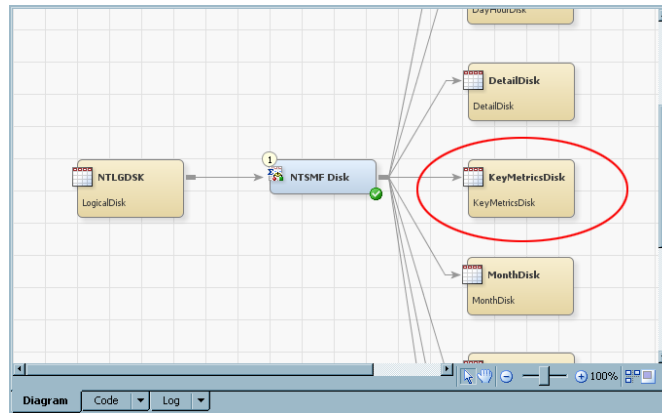 DayHourDisk
DetailDisk
DetailDisk
1
NTLGDSK
LogicalDisk
NTSMF Disk
KeyMetricsDisk
KeyMetricsDisk
MonthDisk
MonthDisk
100%
Diagram
Code
Log